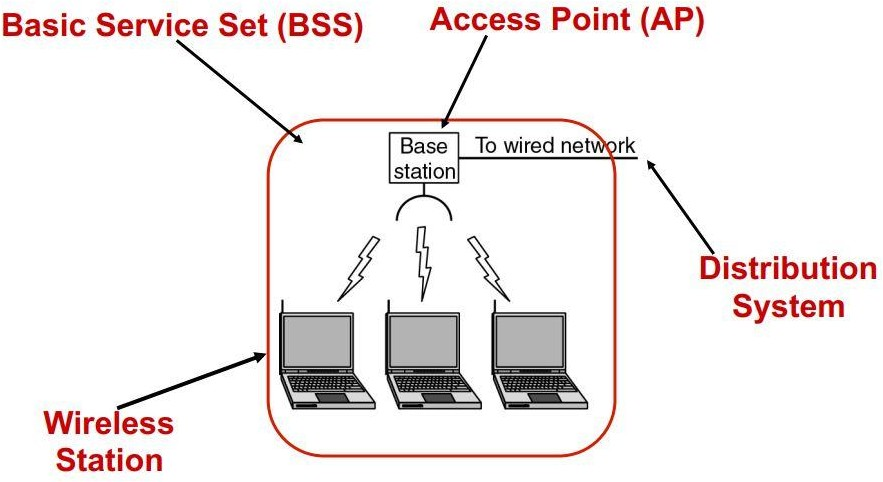 Basic Service Set (BSS)
Access Point (AP)
Base
station
To wired network
Distribution
System
Wireless
Station